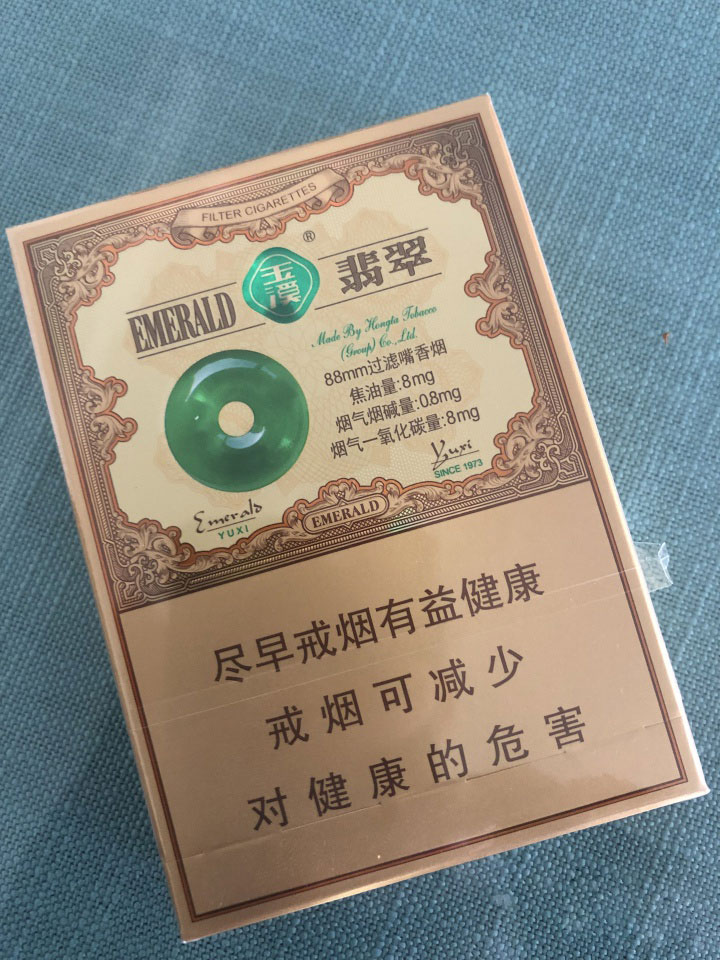 FILTER CIGARETTES
EMERALD 玉溪® 翡翠
Made By Hongta Tobacco
(Group) Co.,Ltd.
88mm过滤嘴香烟
焦油量:8mg
烟气烟碱量:0.8mg
烟气一氧化碳量:8mg
Yuxi
SINCE 1973
Emerald
YUXI
EMERALD
尽早戒烟有益健康
戒烟可减少
对健康的危害